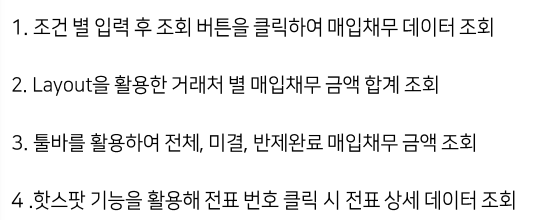 1. 조건 별 입력 후 조회 버튼을 클릭하여 매입채무 데이터 조회
2. Layout을 활용한 거래처 별 매입채무 금액 합계 조회
3. 툴바를 활용하여 전체, 미결, 반제완료 매입채무 금액 조회
4 .핫스팟 기능을 활용해 전표 번호 클릭 시 전표 상세 데이터 조회